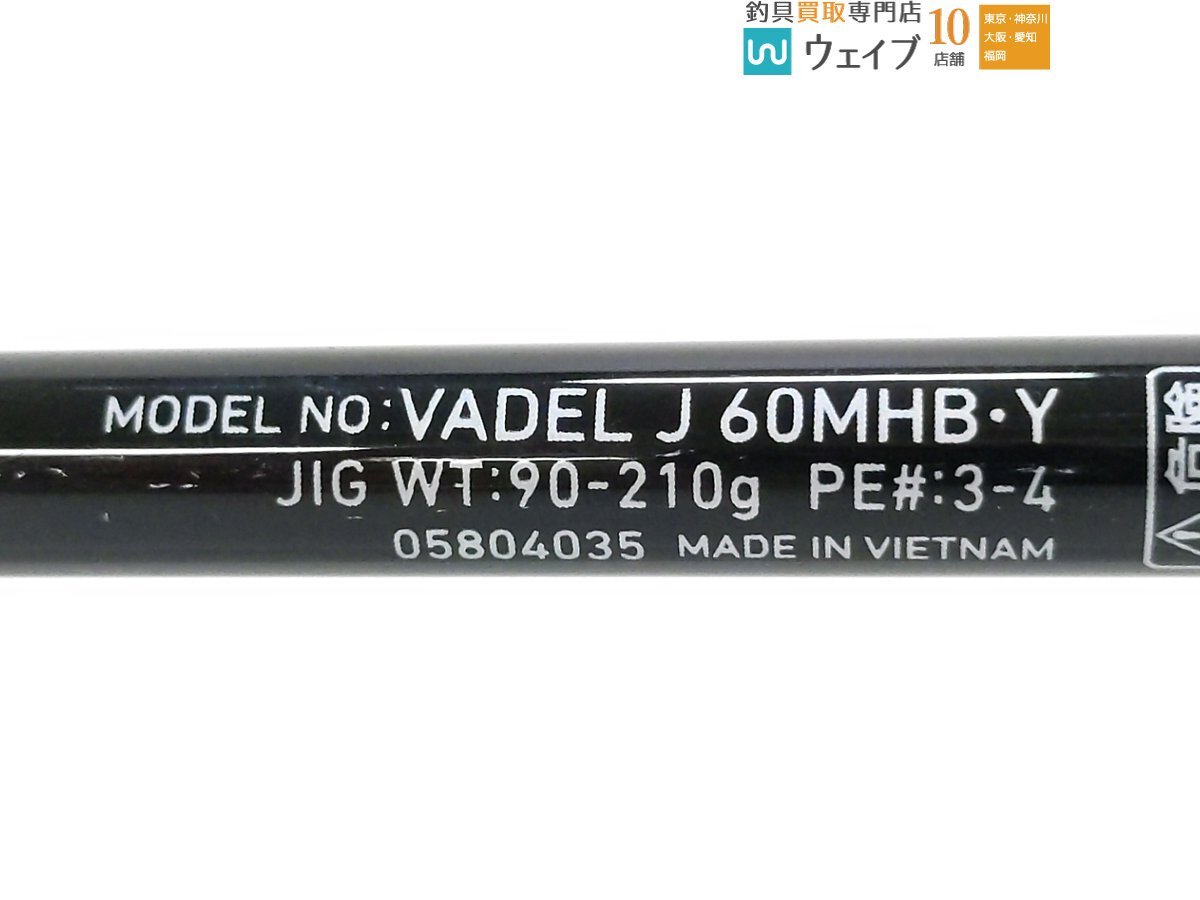 釣具買取専門店
ウェイブ
10
店舗
東京・神奈川
大阪・愛知
福岡
MODEL NO:VADEL J 60MHB・Y
JIG WT:90-210g PE#:3-4
05804035 MADE IN VIETNAM
危険